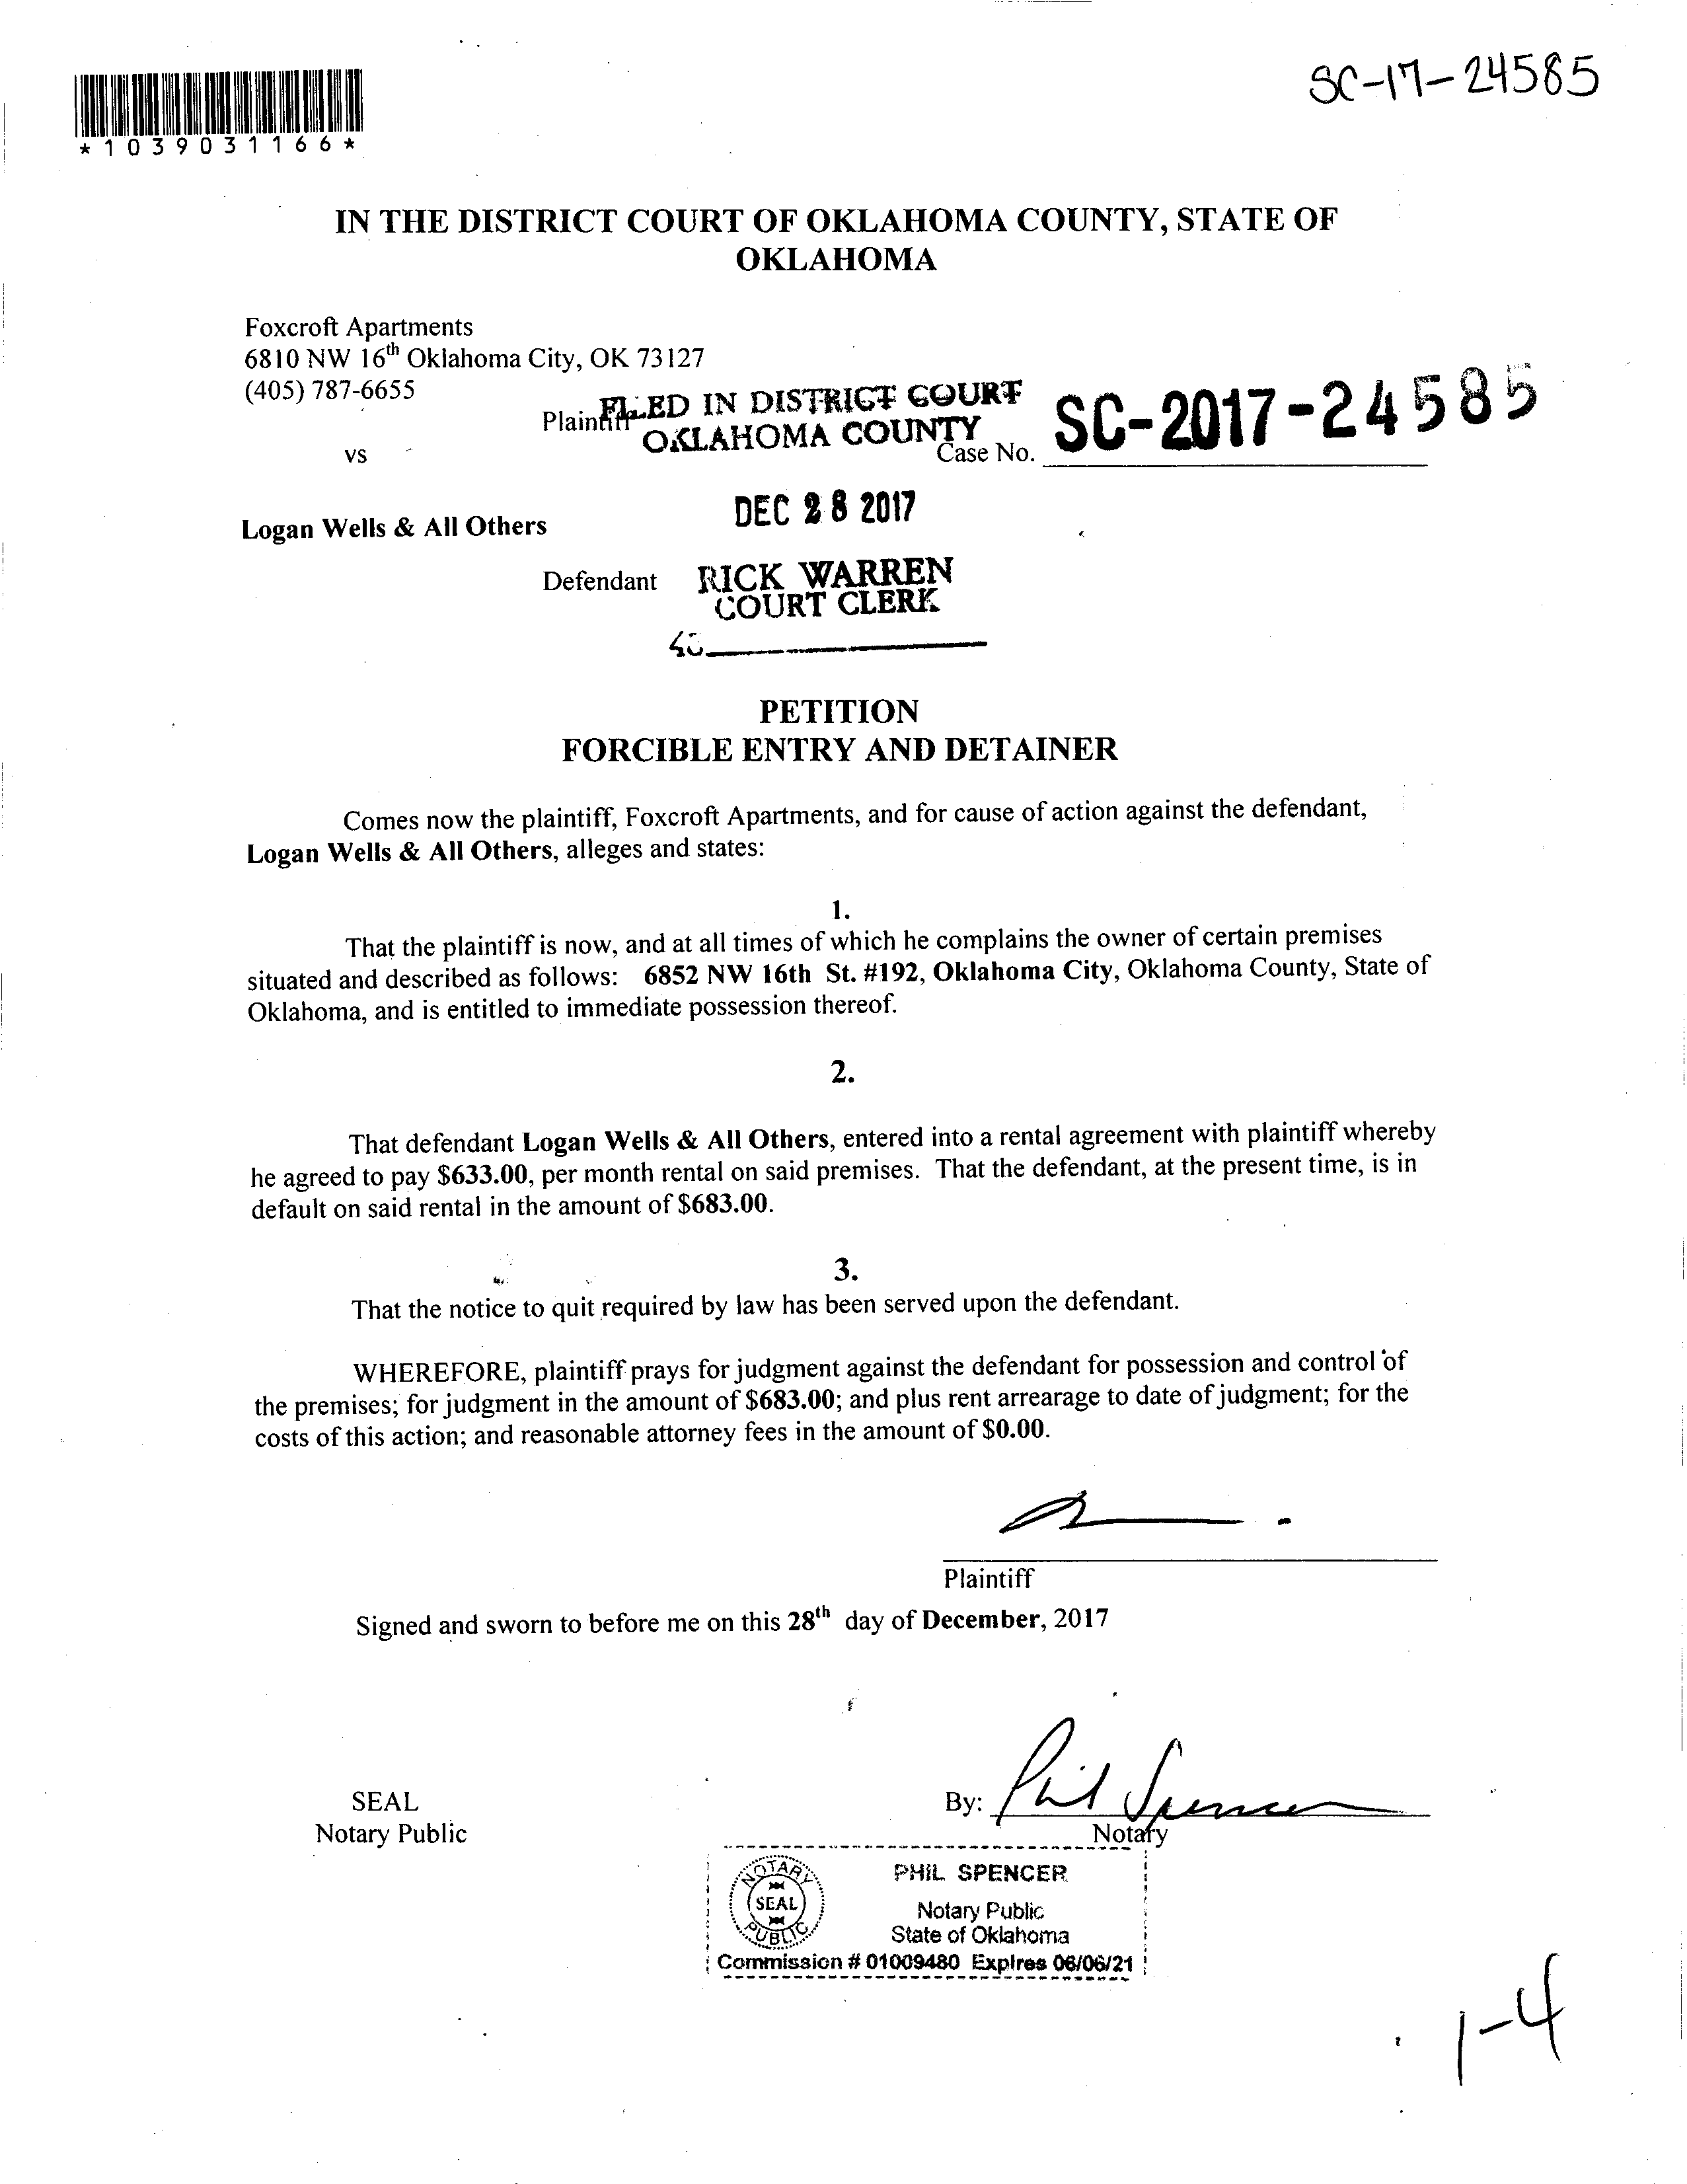 SC-17-24585
*1039031166*
IN THE DISTRICT COURT OF OKLAHOMA COUNTY, STATE OF
OKLAHOMA
Foxcroft Apartments
6810 NW 16th Oklahoma City, OK 73127
(405) 787-6655
Plaintiff
FILED IN DISTRICT COURT
OKLAHOMA COUNTY
vs
Case No. SC-2017-24585
DEC 28 2017
Logan Wells & All Others
Defendant
RICK WARREN
COURT CLERK
PETITION
FORCIBLE ENTRY AND DETAINER
Comes now the plaintiff, Foxcroft Apartments, and for cause of action against the defendant,
Logan Wells & All Others, alleges and states:
1.
That the plaintiff is now, and at all times of which he complains the owner of certain premises
situated and described as follows: 6852 NW 16th St. #192, Oklahoma City, Oklahoma County, State of
Oklahoma, and is entitled to immediate possession thereof.
2.
That defendant Logan Wells & All Others, entered into a rental agreement with plaintiff whereby
he agreed to pay $633.00, per month rental on said premises. That the defendant, at the present time, is in
default on said rental in the amount of $683.00.
3.
That the notice to quit required by law has been served upon the defendant.
WHEREFORE, plaintiff prays for judgment against the defendant for possession and control of
the premises; for judgment in the amount of $683.00; and plus rent arrearage to date of judgment; for the
costs of this action; and reasonable attorney fees in the amount of $0.00.
Plaintiff
Signed and sworn to before me on this 28th day of December, 2017
SEAL
Notary Public
By: Phil Spencer
Notary
NOTARY
SEAL
PUBLIC
PHIL SPENCER
Notary Public
State of Oklahoma
Commission # 01009480 Expires 06/06/21
1-4